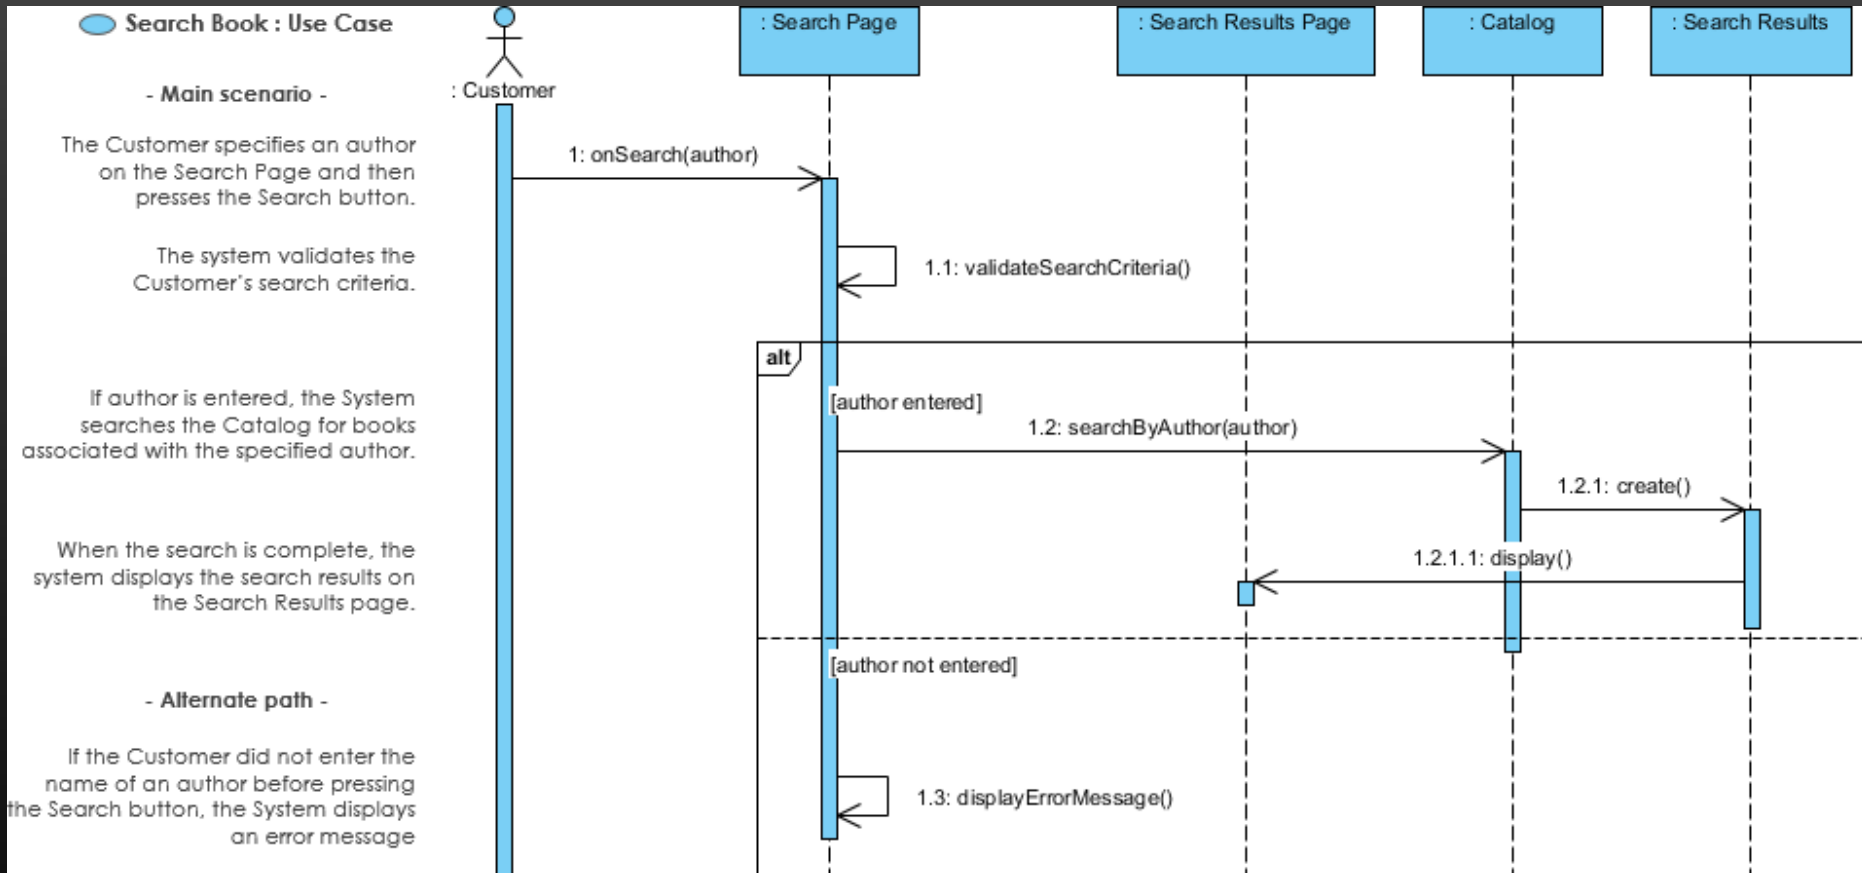 Search Book : Use Case
: Search Page
: Search Results Page
: Catalog
: Search Results
- Main scenario -
: Customer
The Customer specifies an author
on the Search Page and then
presses the Search button.
1: onSearch(author)
The system validates the
Customer's search criteria.
1.1: validateSearchCriteria()
alt
[author entered]
If author is entered, the System
searches the Catalog for books
associated with the specified author.
1.2: searchByAuthor(author)
1.2.1: create()
When the search is complete, the
system displays the search results on
the Search Results page.
1.2.1.1: display()
[author not entered]
- Alternate path -
If the Customer did not enter the
name of an author before pressing
the Search button, the System displays
an error message
1.3: displayErrorMessage()